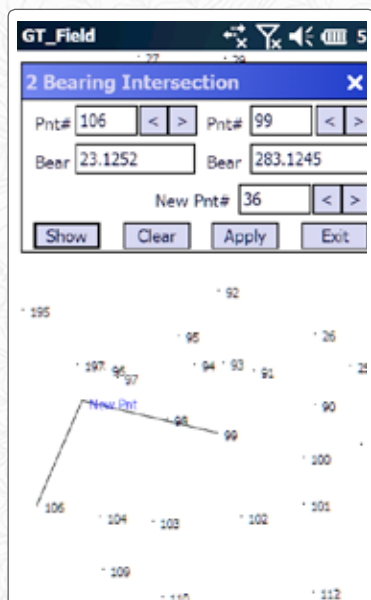 GT_Field 5
27 29
2 Bearing Intersection X
Pnt# 106 < > Pnt# 99 < >
Bear 23.1252 Bear 283.1245
New Pnt# 36 < >
Show Clear Apply Exit
92
195
95 26
197 96 97 94 93 91
New Pnt 90
98 99
100
106 104 103 102 101
109
110 112